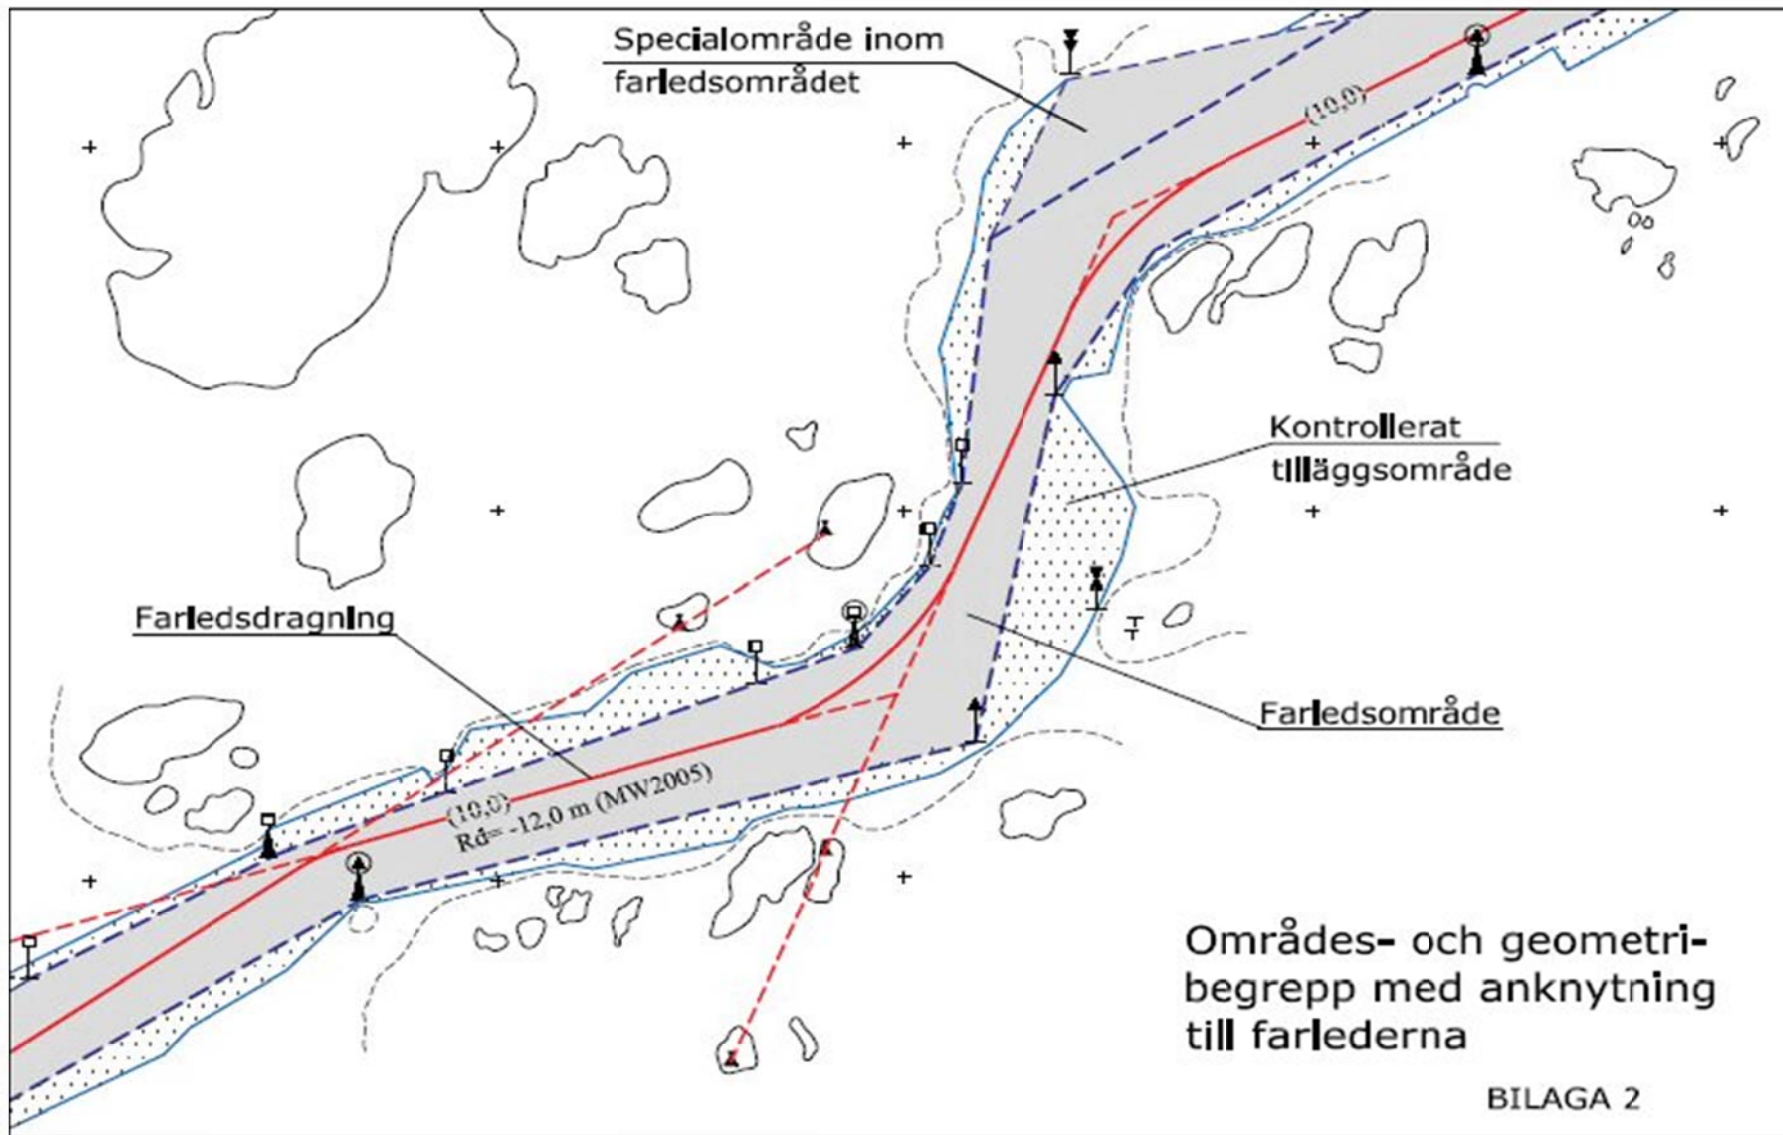 Specialområde inom
farledsområdet
(10,0)
Kontrollerat
tilläggsområde
Farledsdragning
Farledsområde
(10,0)
Rd= -12,0 m (MW2005)
Områdes- och geometri-
begrepp med anknytning
till farlederna
BILAGA 2